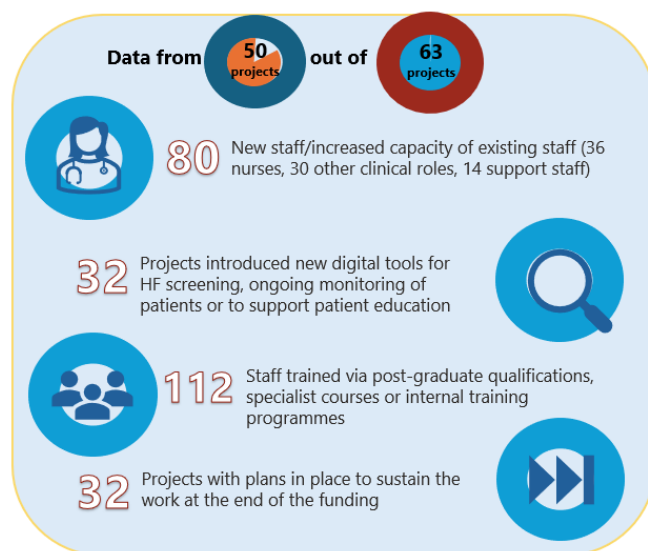 Data from 50 projects out of 63 projects
80 New staff/increased capacity of existing staff (36
nurses, 30 other clinical roles, 14 support staff)
32 Projects introduced new digital tools for
HF screening, ongoing monitoring of
patients or to support patient education
112 Staff trained via post-graduate qualifications,
specialist courses or internal training
programmes
32 Projects with plans in place to sustain the
work at the end of the funding